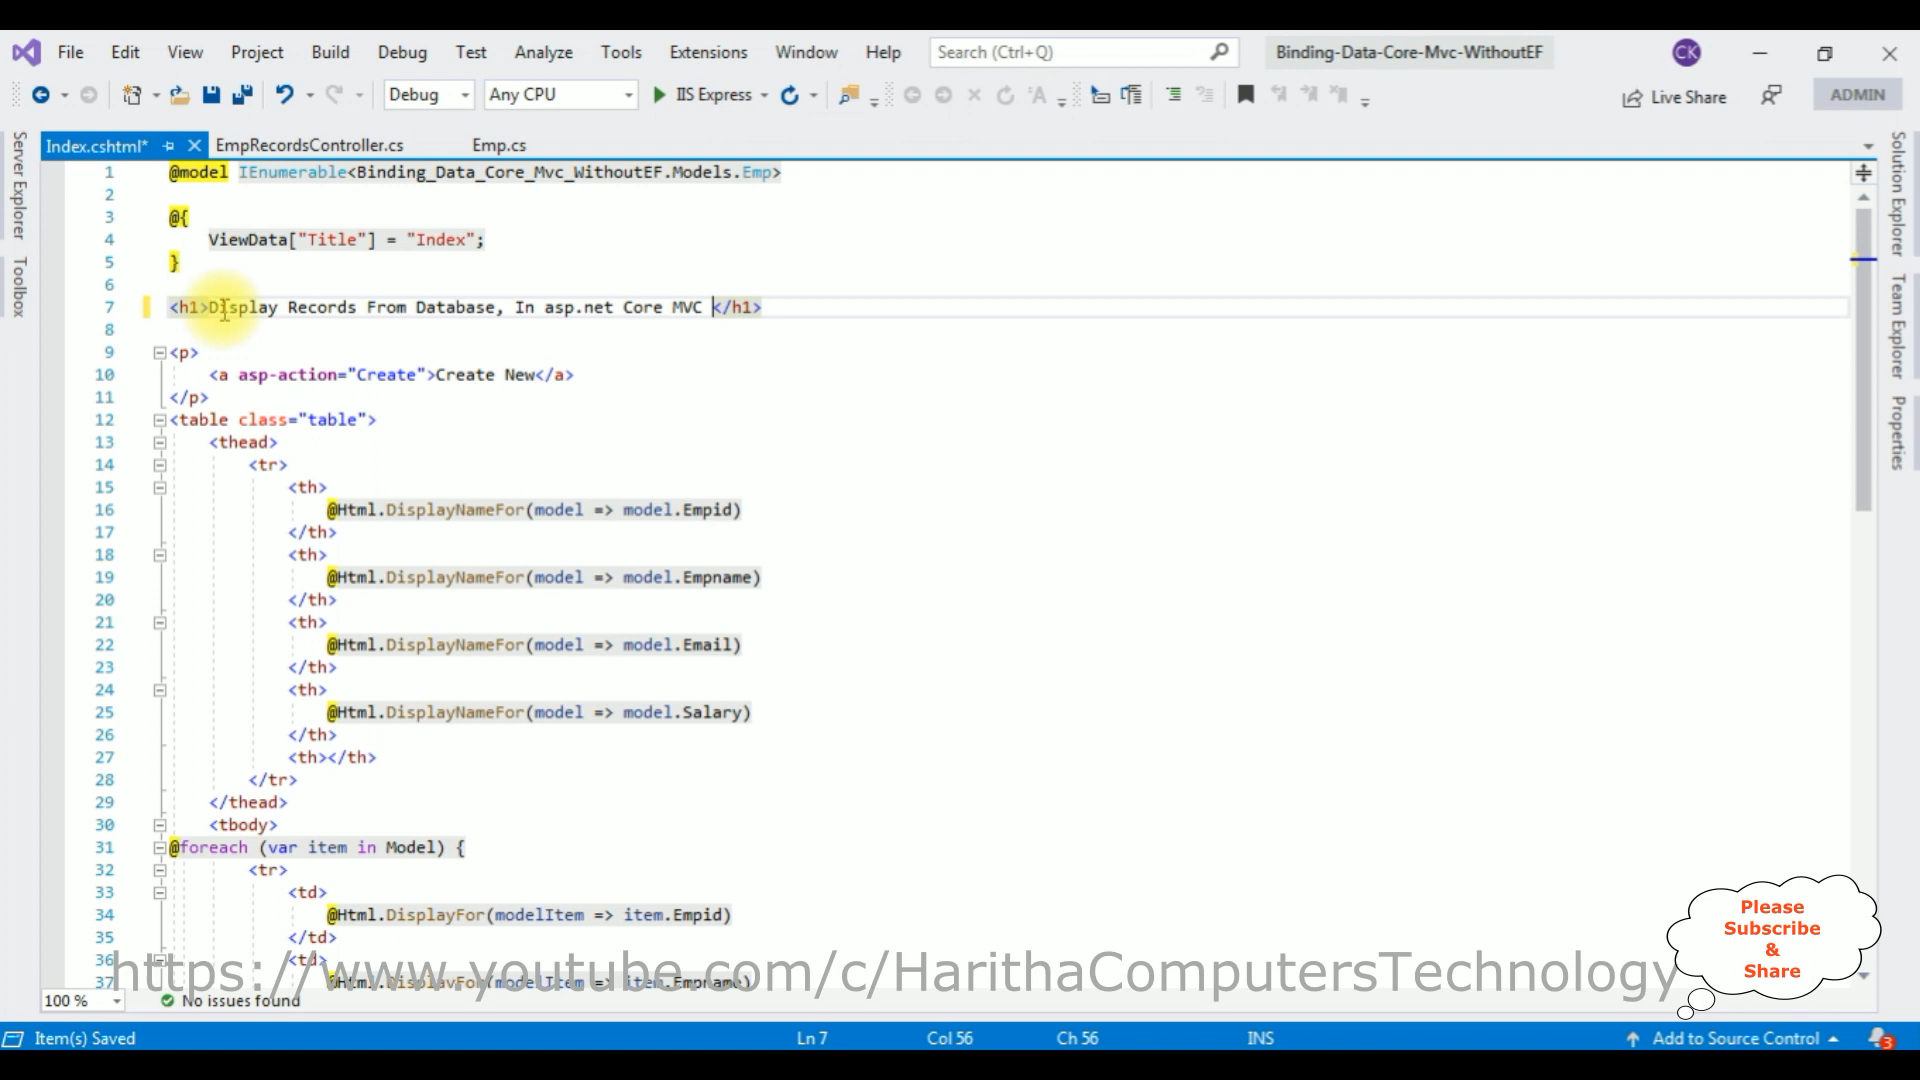 File Edit View Project Build Debug Test Analyze Tools Extensions Window Help Search (Ctrl+Q) Binding-Data-Core-Mvc-WithoutEF CK
Debug Any CPU IIS Express Live Share ADMIN
Index.cshtml* EmpRecordsController.cs Emp.cs
Server Explorer
Toolbox
Solution Explorer
Team Explorer
Properties
1 @model IEnumerable<Binding_Data_Core_Mvc_WithoutEF.Models.Emp>
2
3 @{
4 ViewData["Title"] = "Index";
5 }
6
7 <h1>Display Records From Database, In asp.net Core MVC </h1>
8
9 <p>
10 <a asp-action="Create">Create New</a>
11 </p>
12 <table class="table">
13 <thead>
14 <tr>
15 <th>
16 @Html.DisplayNameFor(model => model.Empid)
17 </th>
18 <th>
19 @Html.DisplayNameFor(model => model.Empname)
20 </th>
21 <th>
22 @Html.DisplayNameFor(model => model.Email)
23 </th>
24 <th>
25 @Html.DisplayNameFor(model => model.Salary)
26 </th>
27 <th></th>
28 </tr>
29 </thead>
30 <tbody>
31 @foreach (var item in Model) {
32 <tr>
33 <td>
34 @Html.DisplayFor(modelItem => item.Empid)
35 </td>
36 <td>
37 @Html.DisplayFor(modelItem => item.Empname)
https://www.youtube.com/c/HarithaComputersTechnology
Please
Subscribe
&
Share
100 % No issues found
Item(s) Saved Ln 7 Col 56 Ch 56 INS Add to Source Control 3